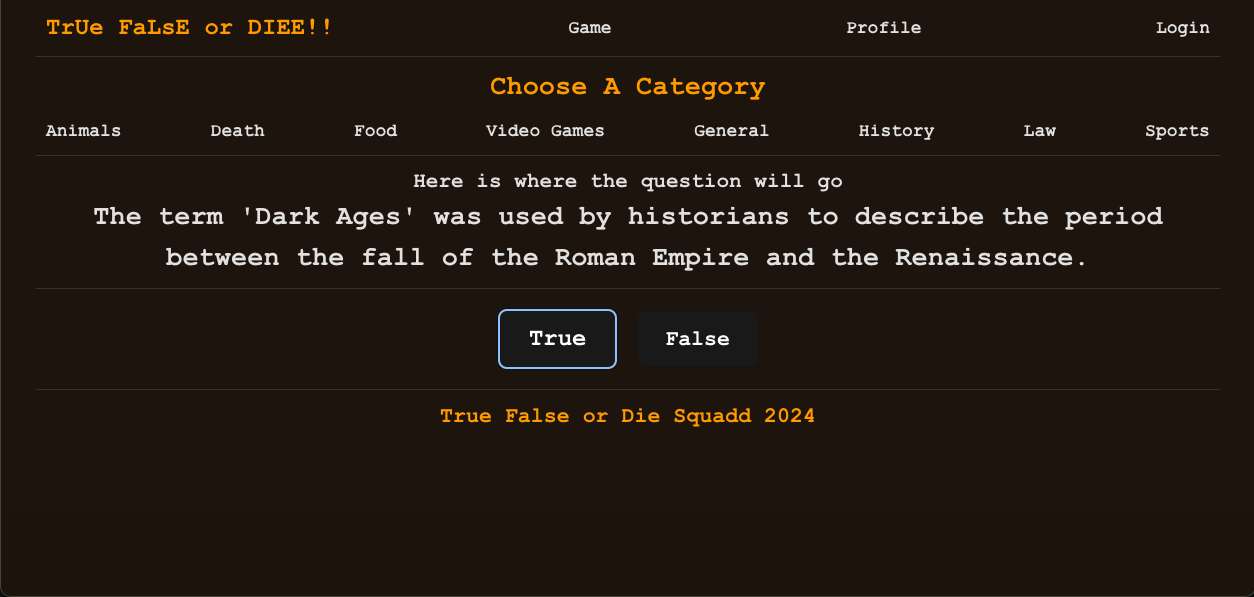 TrUe FaLsE or DIEE!! Game Profile Login
Choose A Category
Animals Death Food Video Games General History Law Sports
Here is where the question will go
The term 'Dark Ages' was used by historians to describe the period
between the fall of the Roman Empire and the Renaissance.
True False
True False or Die Squadd 2024